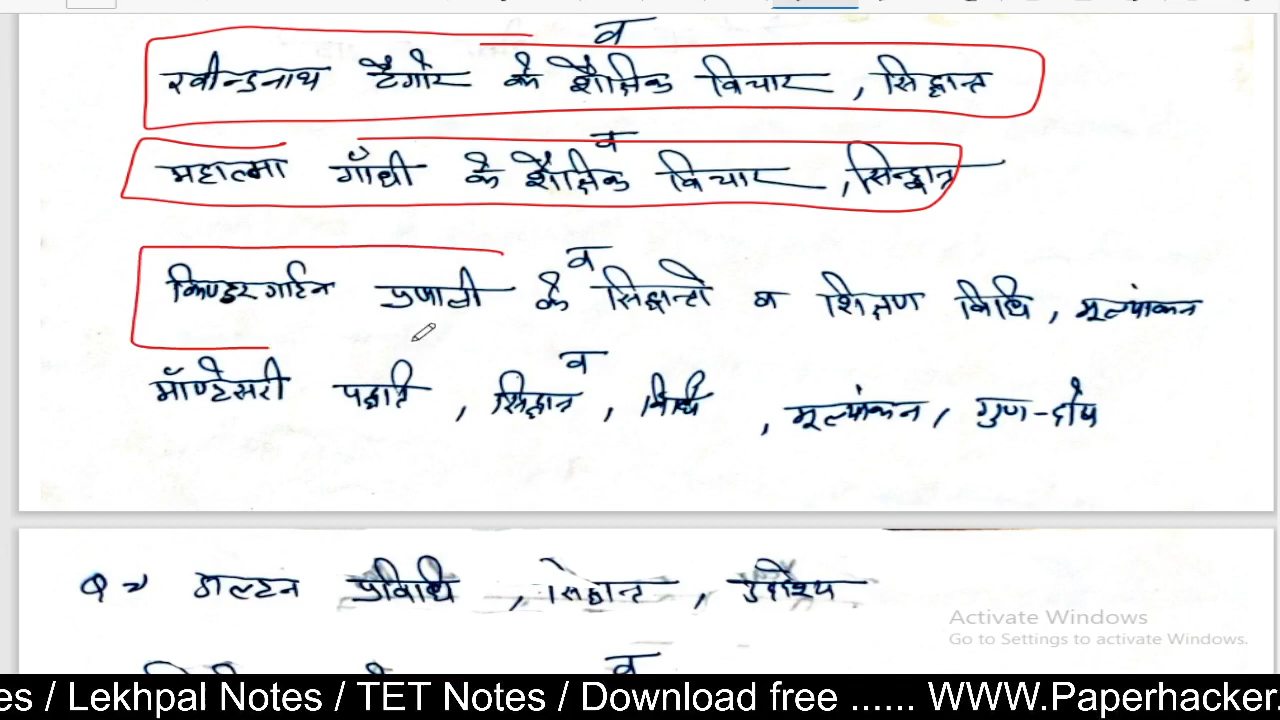 व
रवीन्द्रनाथ टैगोर के शैक्षिक विचार, सिद्धान्त
व
महात्मा गाँधी के शैक्षिक विचार, सिद्धान्त
व
किण्डरगार्टन प्रणाली के सिद्धान्तो व शिक्षण विधि, मूल्यांकन
व
मॉण्टेसरी पद्धति, सिद्धान्त, विधि, मूल्यांकन, गुण-दोष
Q ⇒ डाल्टन प्रविधि, सिद्धान्त, उद्देश्य
व
Activate Windows
Go to Settings to activate Windows.
es / Lekhpal Notes / TET Notes / Download free ...... WWW.Paperhacker.